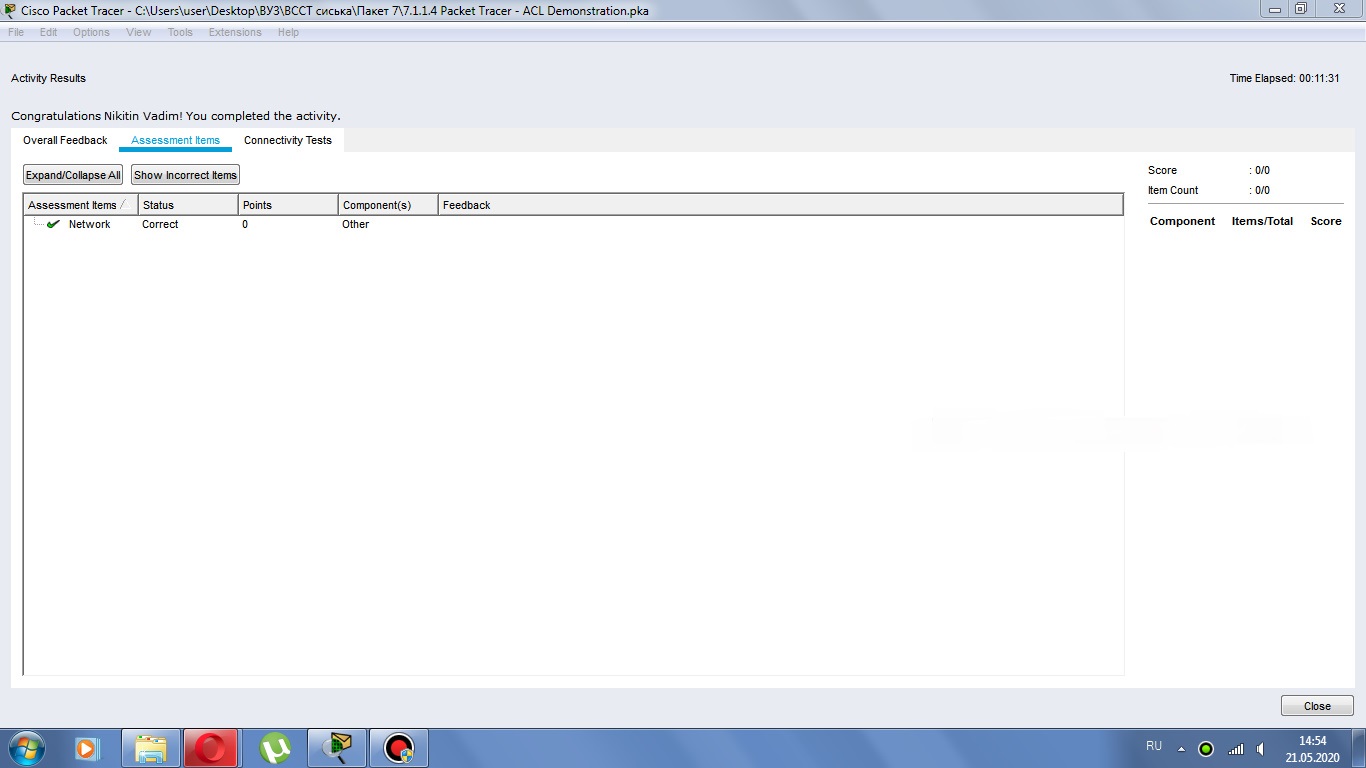 Cisco Packet Tracer - C:\Users\user\Desktop\ВУЗ\ВССТ сиська\Пакет 7\7.1.1.4 Packet Tracer - ACL Demonstration.pka
File Edit Options View Tools Extensions Help
Activity Results
Time Elapsed: 00:11:31
Congratulations Nikitin Vadim! You completed the activity.
Overall Feedback Assessment Items Connectivity Tests
Expand/Collapse All Show Incorrect Items
Score : 0/0
Item Count : 0/0
Component Items/Total Score
Assessment Items Status Points Component(s) Feedback
Network Correct 0 Other
Close
RU
14:54
21.05.2020